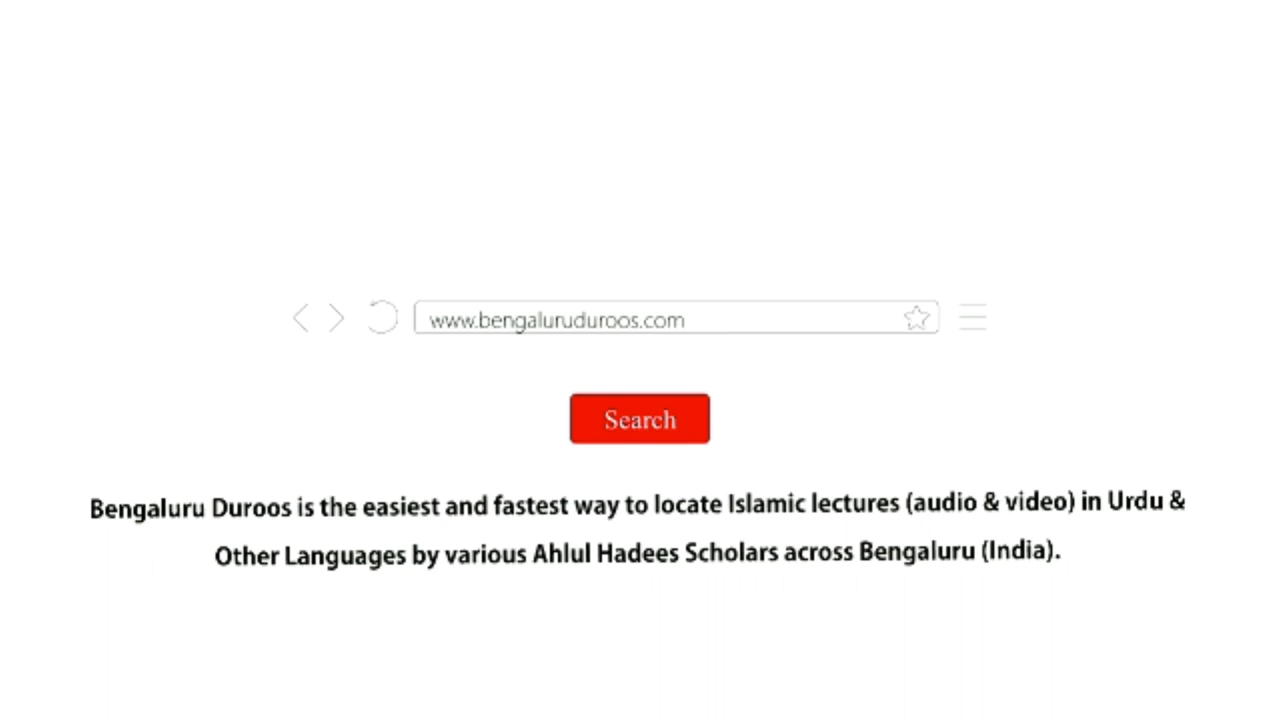 www.bengaluruduroos.com
Search
Bengaluru Duroos is the easiest and fastest way to locate Islamic lectures (audio & video) in Urdu &
Other Languages by various Ahlul Hadees Scholars across Bengaluru (India).